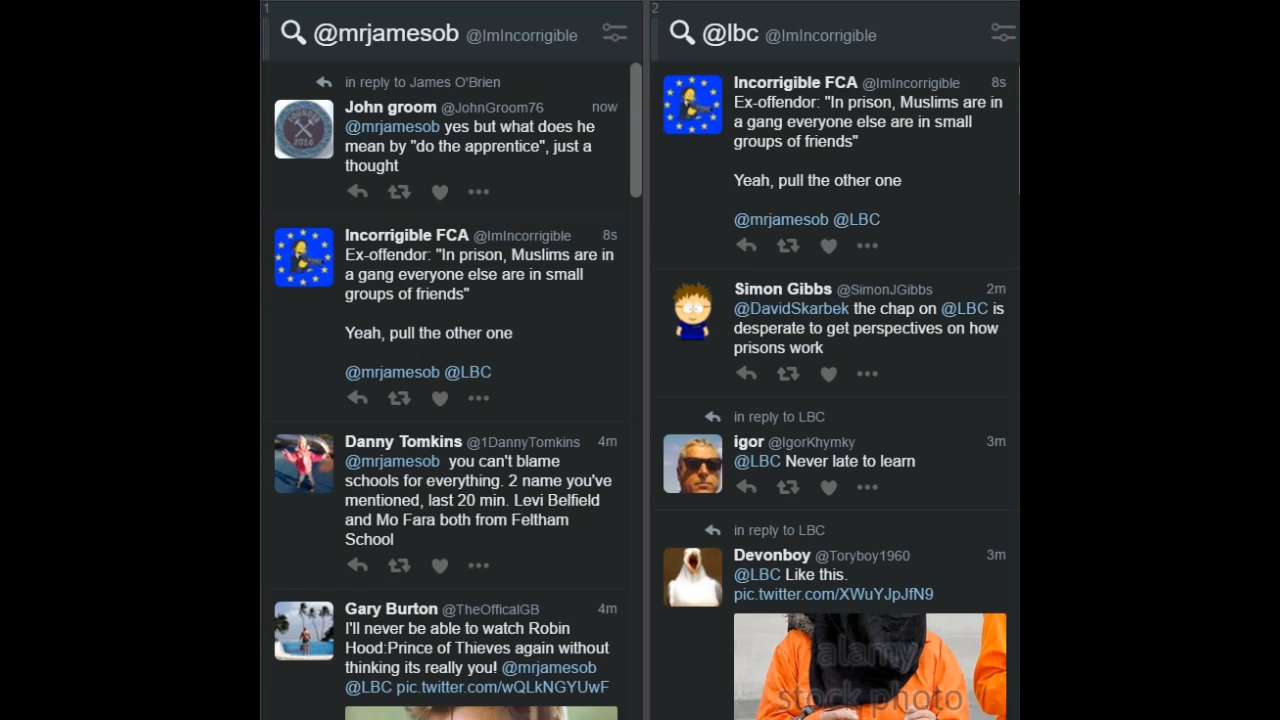 1
@mrjamesob @ImIncorrigible
in reply to James O'Brien
John groom @JohnGroom76 now
@mrjamesob yes but what does he
mean by "do the apprentice", just a
thought
Incorrigible FCA @ImIncorrigible 8s
Ex-offendor: "In prison, Muslims are in
a gang everyone else are in small
groups of friends"
Yeah, pull the other one
@mrjamesob @LBC
Danny Tomkins @1DannyTomkins 4m
@mrjamesob you can't blame
schools for everything. 2 name you've
mentioned, last 20 min. Levi Belfield
and Mo Fara both from Feltham
School
Gary Burton @TheOfficalGB 4m
I'll never be able to watch Robin
Hood:Prince of Thieves again without
thinking its really you! @mrjamesob
@LBC pic.twitter.com/wQLkNGYUwF
2
@lbc @ImIncorrigible
Incorrigible FCA @ImIncorrigible 8s
Ex-offendor: "In prison, Muslims are in
a gang everyone else are in small
groups of friends"
Yeah, pull the other one
@mrjamesob @LBC
Simon Gibbs @SimonJGibbs 2m
@DavidSkarbek the chap on @LBC is
desperate to get perspectives on how
prisons work
in reply to LBC
igor @IgorKhymky 3m
@LBC Never late to learn
in reply to LBC
Devonboy @Toryboy1960 3m
@LBC Like this.
pic.twitter.com/XWuYJpJfN9
alamy
stock photo